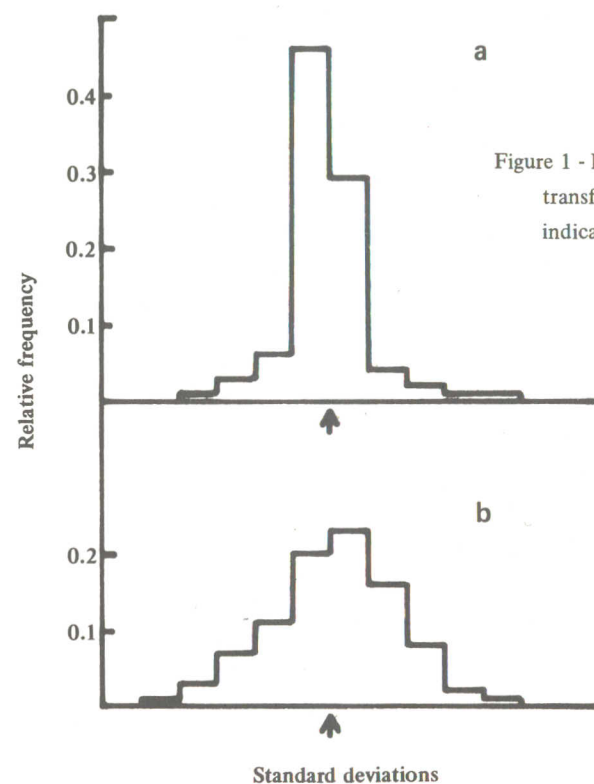 a
0.4
0.3
0.2
0.1
Figure 1 -
transf
indica
Relative frequency
b
0.2
0.1
Standard deviations